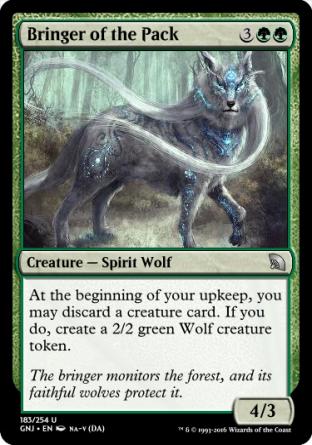 Bringer of the Pack 3
Creature — Spirit Wolf
At the beginning of your upkeep, you
may discard a creature card. If you
do, create a 2/2 green Wolf creature
token.
The bringer monitors the forest, and its
faithful wolves protect it.
4/3
183/254 U
GNJ • EN NA-V (DA)
™ & © 1993-2016 Wizards of the Coast